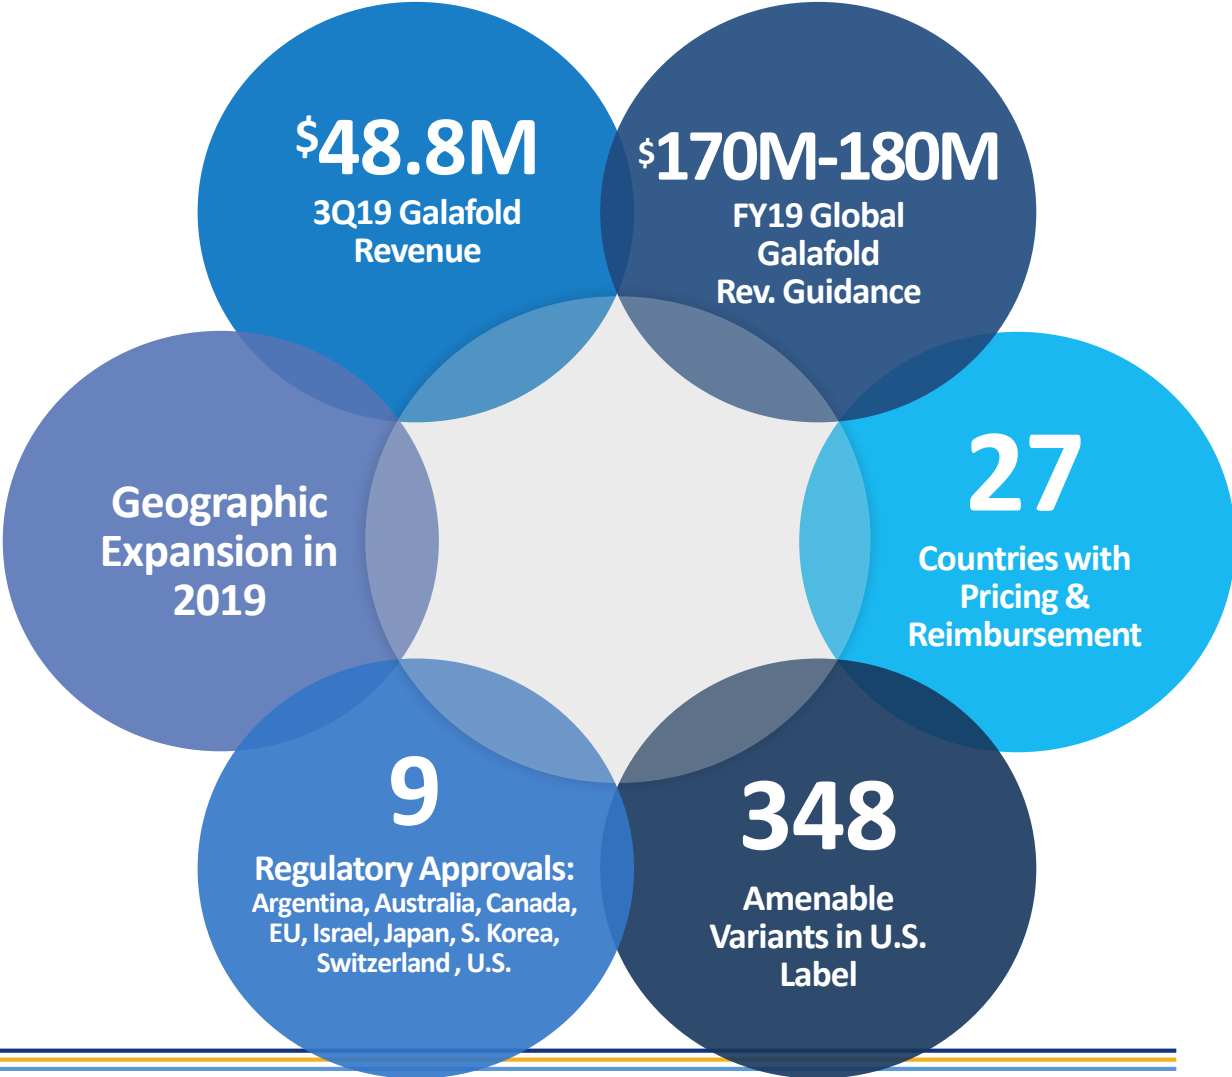 $48.8M
3Q19 Galafold
Revenue
$170M-180M
FY19 Global
Galafold
Rev. Guidance
27
Countries with
Pricing &
Reimbursement
348
Amenable
Variants in U.S.
Label
9
Regulatory Approvals:
Argentina, Australia, Canada,
EU, Israel, Japan, S. Korea,
Switzerland , U.S.
Geographic
Expansion in
2019